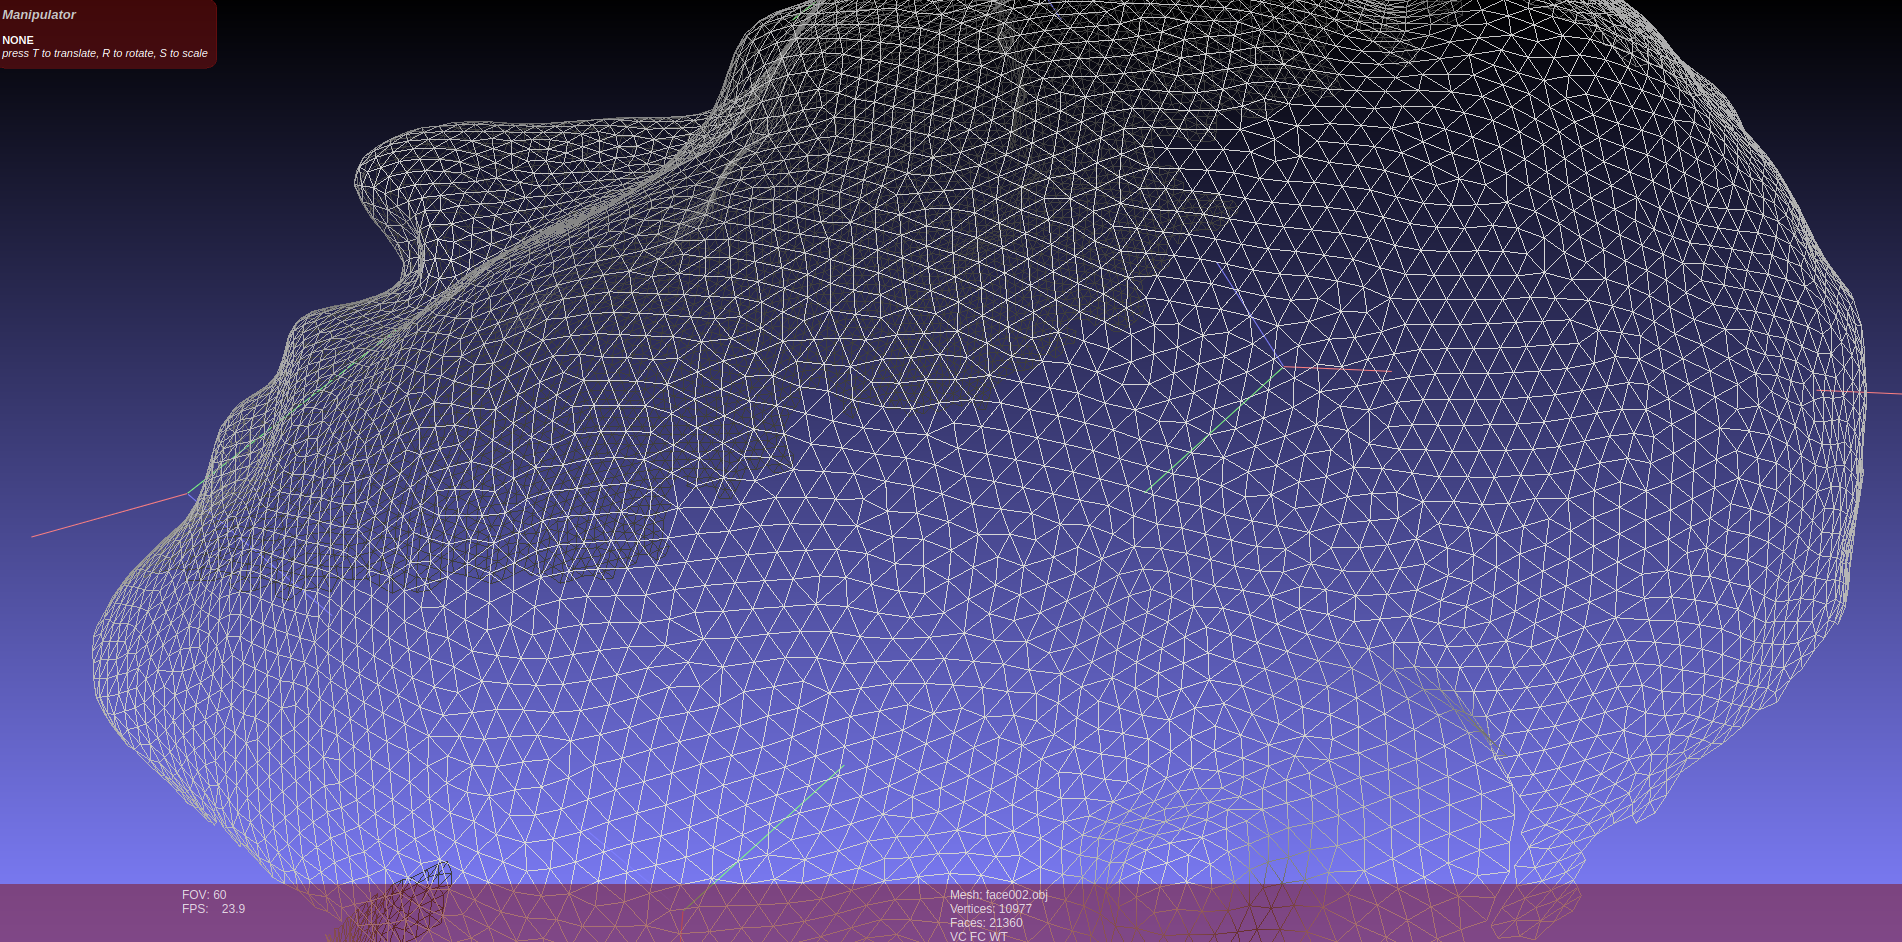 Manipulator
NONE
press T to translate, R to rotate, S to scale
FOV: 60
FPS: 23.9
Mesh: face002.obj
Vertices: 10977
Faces: 21360
VC FC WT